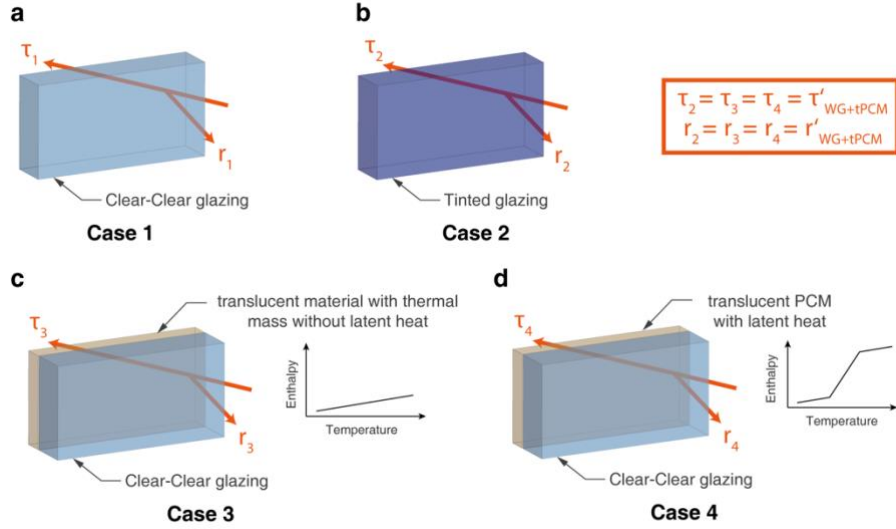 a
τ1
r1
Clear-Clear glazing
Case 1
b
τ2
r2
Tinted glazing
Case 2
τ2 = τ3 = τ4 = τ′WG+tPCM
r2 = r3 = r4 = r′WG+tPCM
c
translucent material with thermal
mass without latent heat
τ3
r3
Enthalpy
Temperature
Clear-Clear glazing
Case 3
d
translucent PCM
with latent heat
τ4
r4
Enthalpy
Temperature
Clear-Clear glazing
Case 4